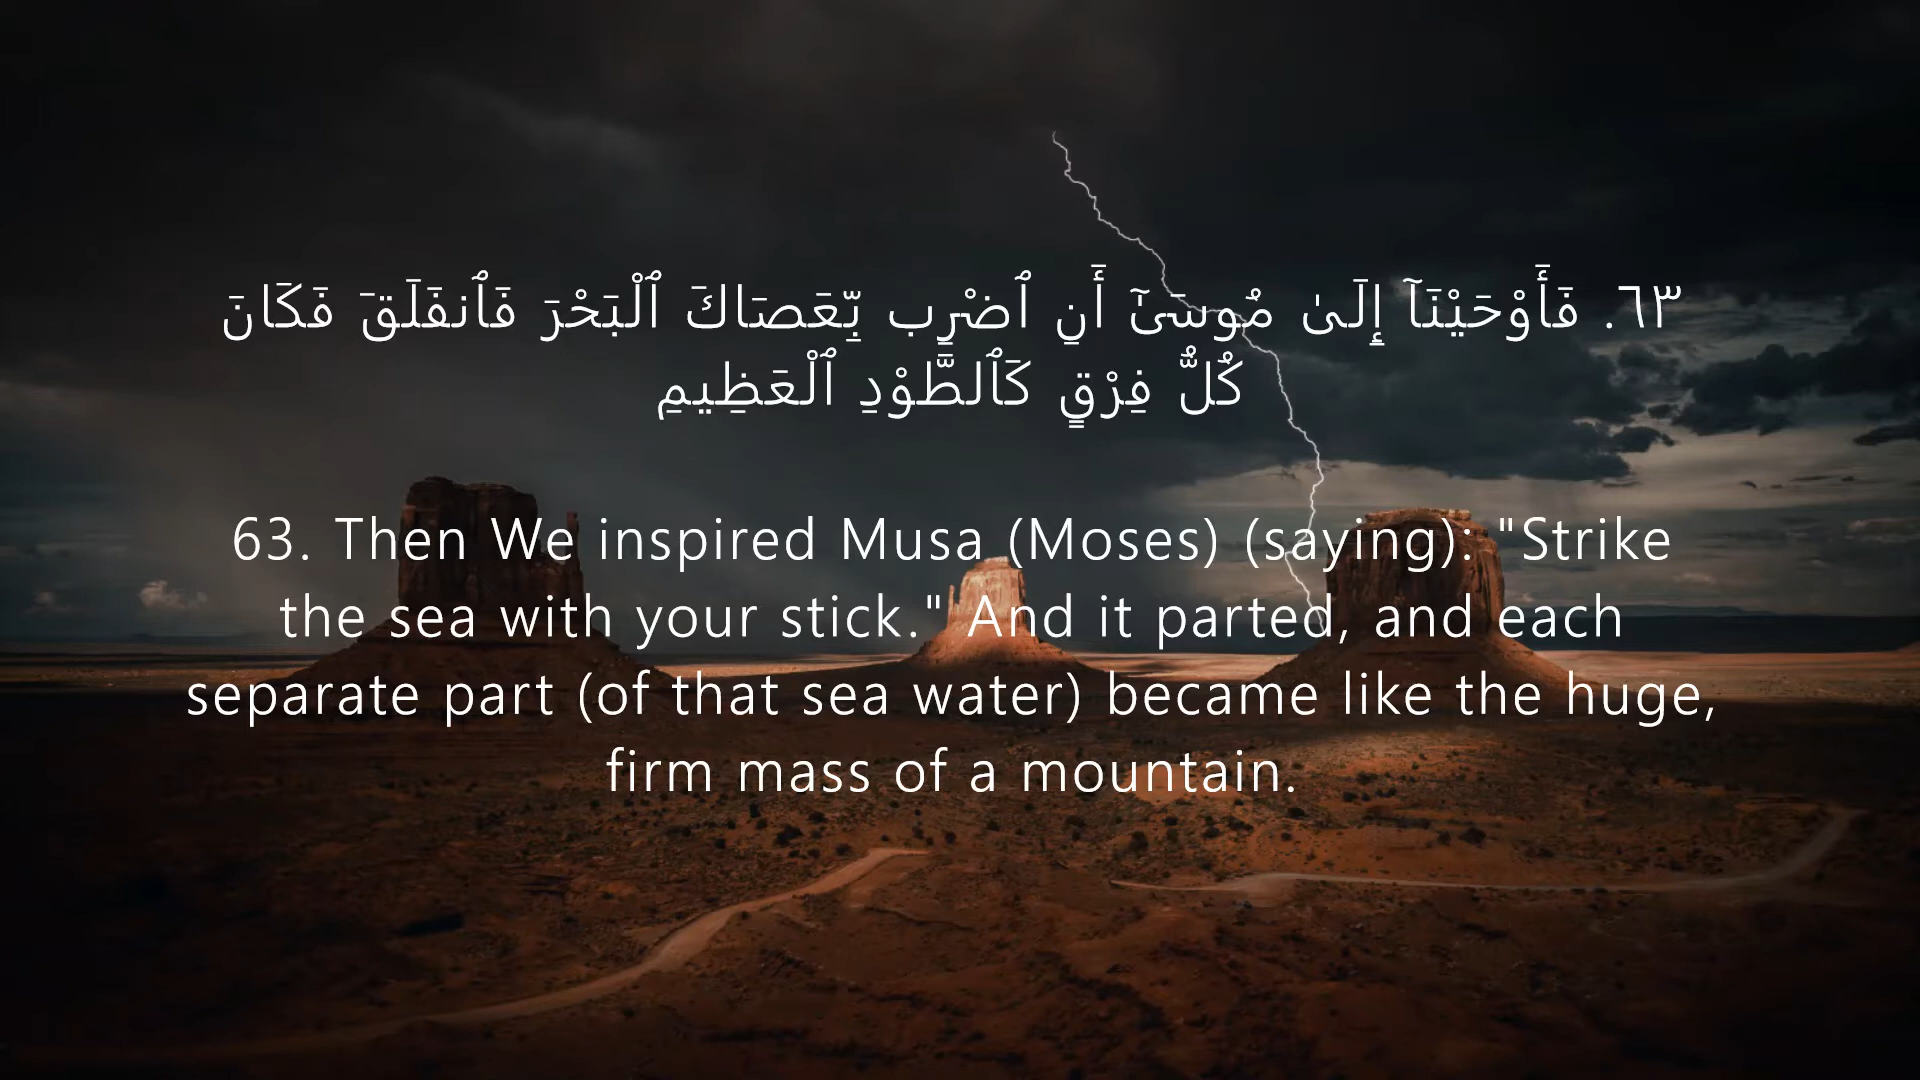 ٦٣. فَأَوْحَيْنَآ إِلَىٰ مُوسَىٰٓ أَنِ ٱضْرِب بِّعَصَاكَ ٱلْبَحْرَ فَٱنفَلَقَ فَكَانَ
كُلُّ فِرْقٍ كَٱلطَّوْدِ ٱلْعَظِيمِ
63. Then We inspired Musa (Moses) (saying): "Strike
the sea with your stick." And it parted, and each
separate part (of that sea water) became like the huge,
firm mass of a mountain.